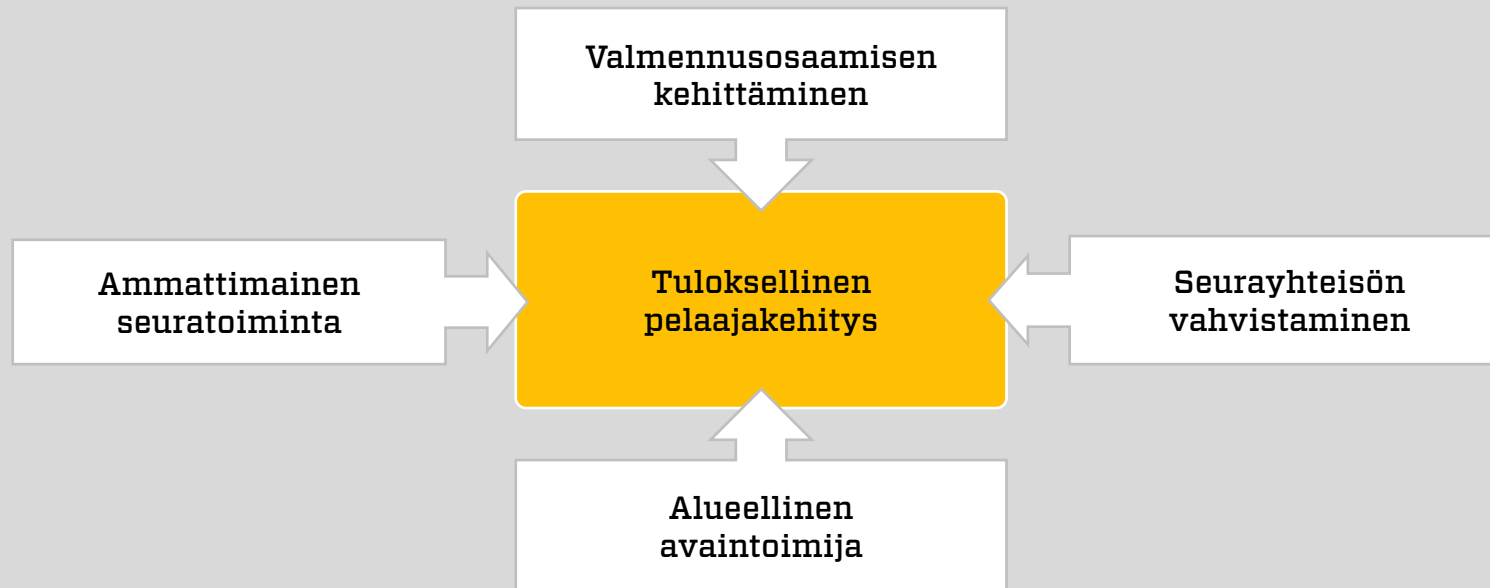 Valmennusosaamisen
kehittäminen
Ammattimainen
seuratoiminta
Tuloksellinen
pelaajakehitys
Seurayhteisön
vahvistaminen
Alueellinen
avaintoimija